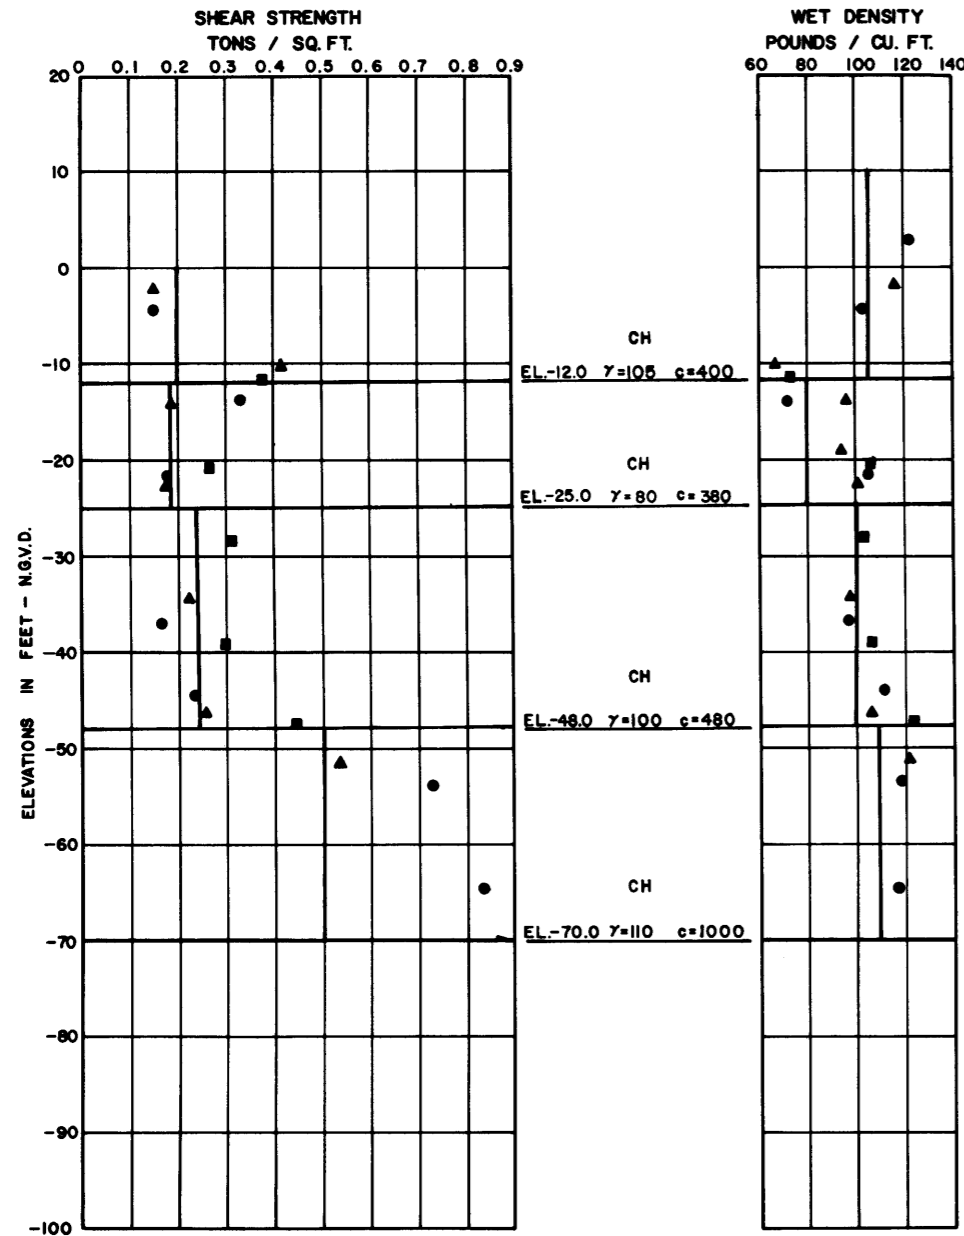 SHEAR STRENGTH
TONS / SQ. FT.
0 0.1 0.2 0.3 0.4 0.5 0.6 0.7 0.8 0.9
WET DENSITY
POUNDS / CU. FT.
60 80 100 120 140
20
10
0
-10
-20
-30
-40
-50
-60
-70
-80
-90
-100
ELEVATIONS IN FEET – N.G.V.D.
CH
EL.-12.0 γ=105 c=400
CH
EL.-25.0 γ=80 c=380
CH
EL.-48.0 γ=100 c=480
CH
EL.-70.0 γ=110 c=1000